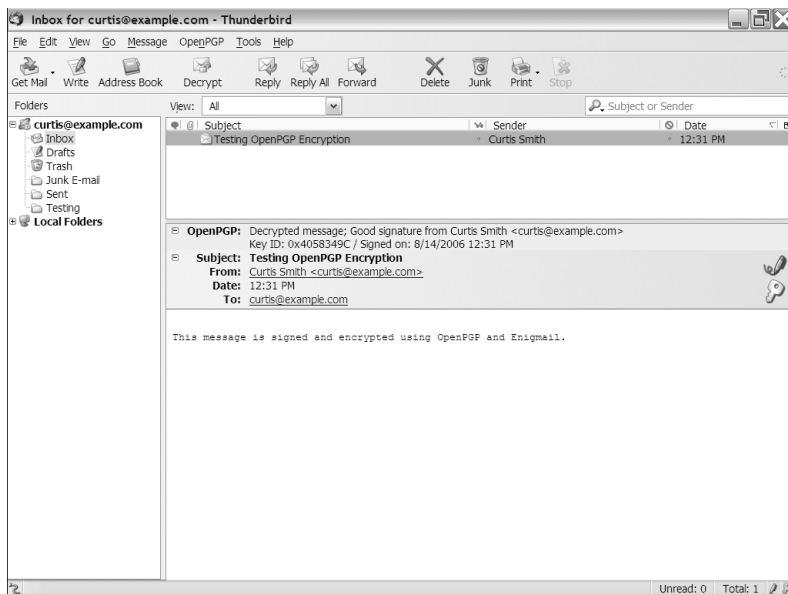 Inbox for curtis@example.com - Thunderbird
File Edit View Go Message OpenPGP Tools Help
Get Mail Write Address Book Decrypt Reply Reply All Forward Delete Junk Print Stop
Folders View: All Subject or Sender
curtis@example.com
Inbox
Drafts
Trash
Junk E-mail
Sent
Testing
Local Folders
Subject Sender Date
Testing OpenPGP Encryption Curtis Smith 12:31 PM
OpenPGP: Decrypted message; Good signature from Curtis Smith <curtis@example.com>
Key ID: 0x4058349C / Signed on: 8/14/2006 12:31 PM
Subject: Testing OpenPGP Encryption
From: Curtis Smith <curtis@example.com>
Date: 12:31 PM
To: curtis@example.com
This message is signed and encrypted using OpenPGP and Enigmail.
Unread: 0 Total: 1